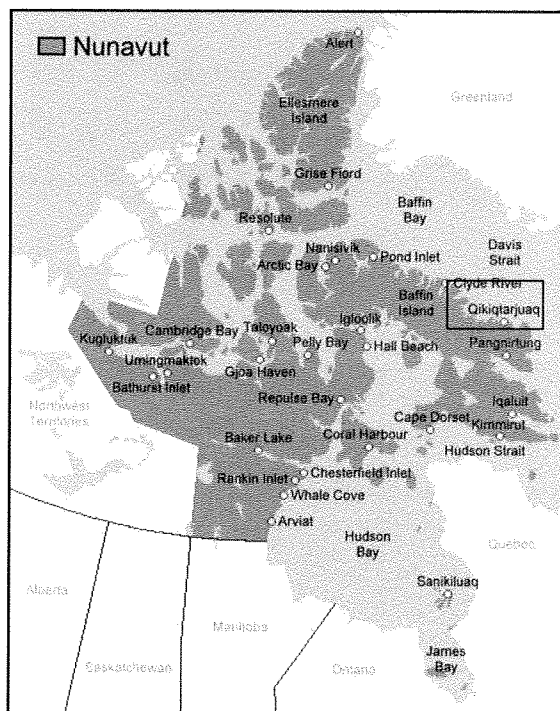 Nunavut
Alert
Greenland
Ellesmere
Island
Grise Fiord
Baffin
Bay
Resolute
Davis
Strait
Nanisivik
Pond Inlet
Arctic Bay
Clyde River
Baffin
Island
Qikiqtarjuaq
Igloolik
Taloyoak
Cambridge Bay
Kugluktuk
Pelly Bay
Hall Beach
Pangnirtung
Umingmaktok
Gjoa Haven
Bathurst Inlet
Repulse Bay
Iqaluit
Northwest
Territories
Cape Dorset
Kimmirut
Baker Lake
Coral Harbour
Hudson Strait
Chesterfield Inlet
Rankin Inlet
Whale Cove
Arviat
Hudson
Bay
Quebec
Sanikiluaq
Alberta
Manitoba
James
Bay
Saskatchewan
Ontario